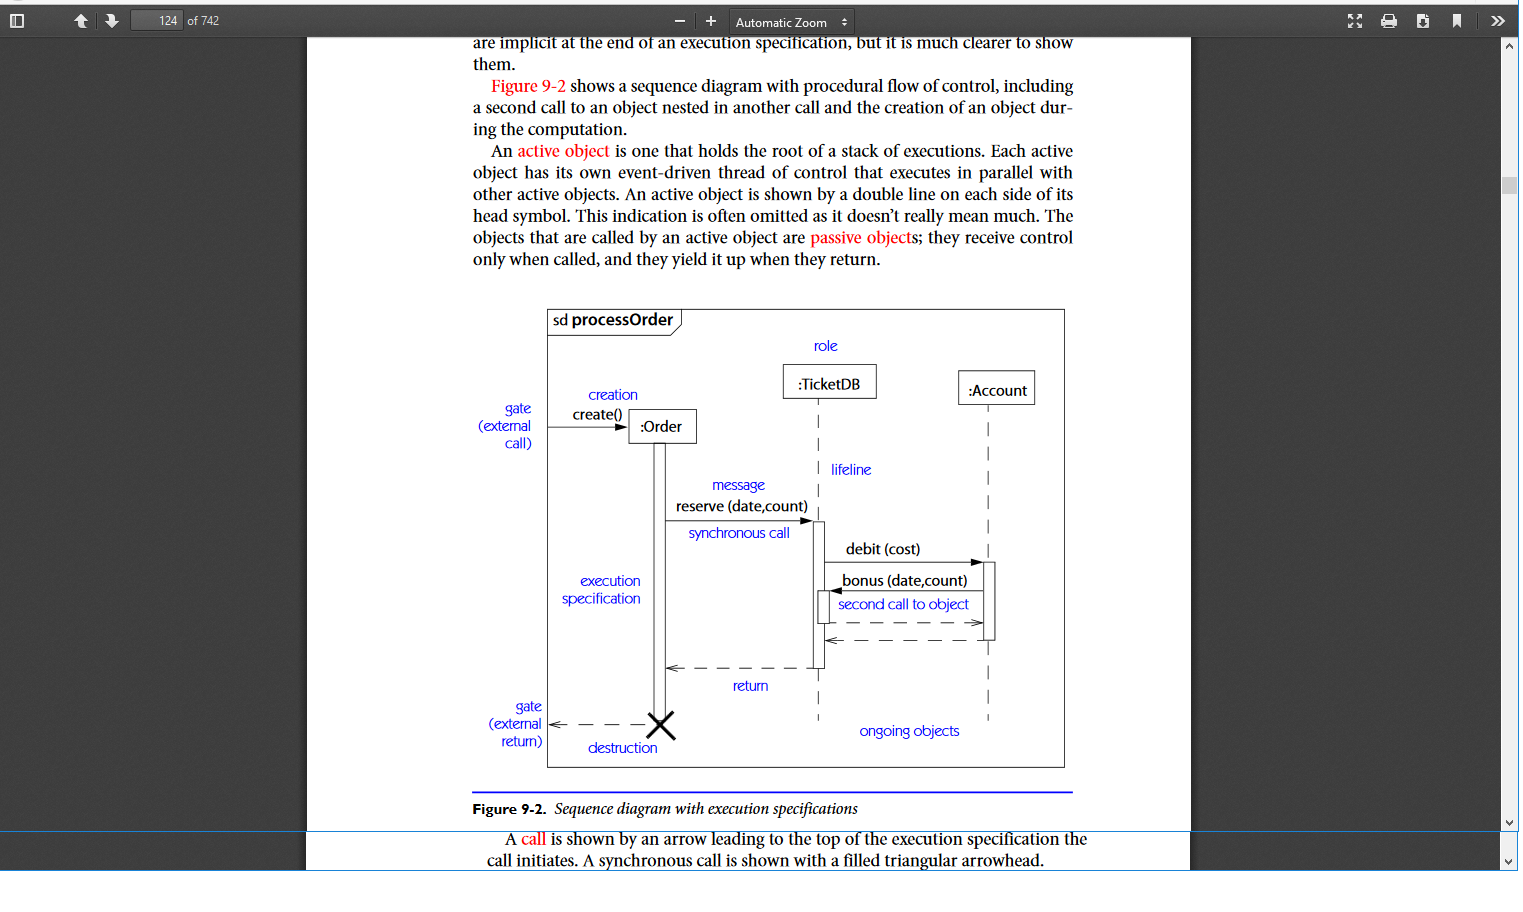 124 of 742
Automatic Zoom
are implicit at the end of an execution specification, but it is much clearer to show
them.
Figure 9-2 shows a sequence diagram with procedural flow of control, including
a second call to an object nested in another call and the creation of an object dur-
ing the computation.
An active object is one that holds the root of a stack of executions. Each active
object has its own event-driven thread of control that executes in parallel with
other active objects. An active object is shown by a double line on each side of its
head symbol. This indication is often omitted as it doesn’t really mean much. The
objects that are called by an active object are passive objects; they receive control
only when called, and they yield it up when they return.
sd processOrder
role
:TicketDB
:Account
creation
gate
(external
call)
create()
:Order
lifeline
message
reserve (date,count)
synchronous call
debit (cost)
execution
specification
bonus (date,count)
second call to object
return
gate
(external
return)
destruction
ongoing objects
Figure 9-2. Sequence diagram with execution specifications
A call is shown by an arrow leading to the top of the execution specification the
call initiates. A synchronous call is shown with a filled triangular arrowhead.